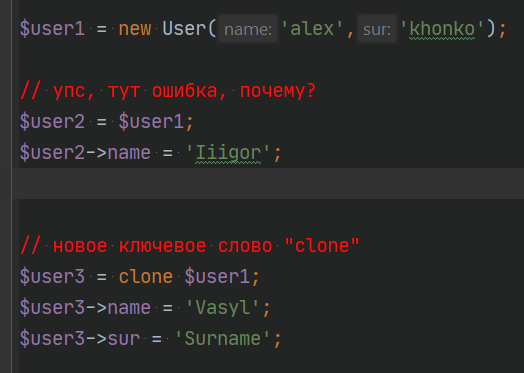 $user1 = new User( name: 'alex', sur: 'khonko');
// упс, тут ошибка, почему?
$user2 = $user1;
$user2->name = 'Iiigor';
// новое ключевое слово "clone"
$user3 = clone $user1;
$user3->name = 'Vasyl';
$user3->sur = 'Surname';